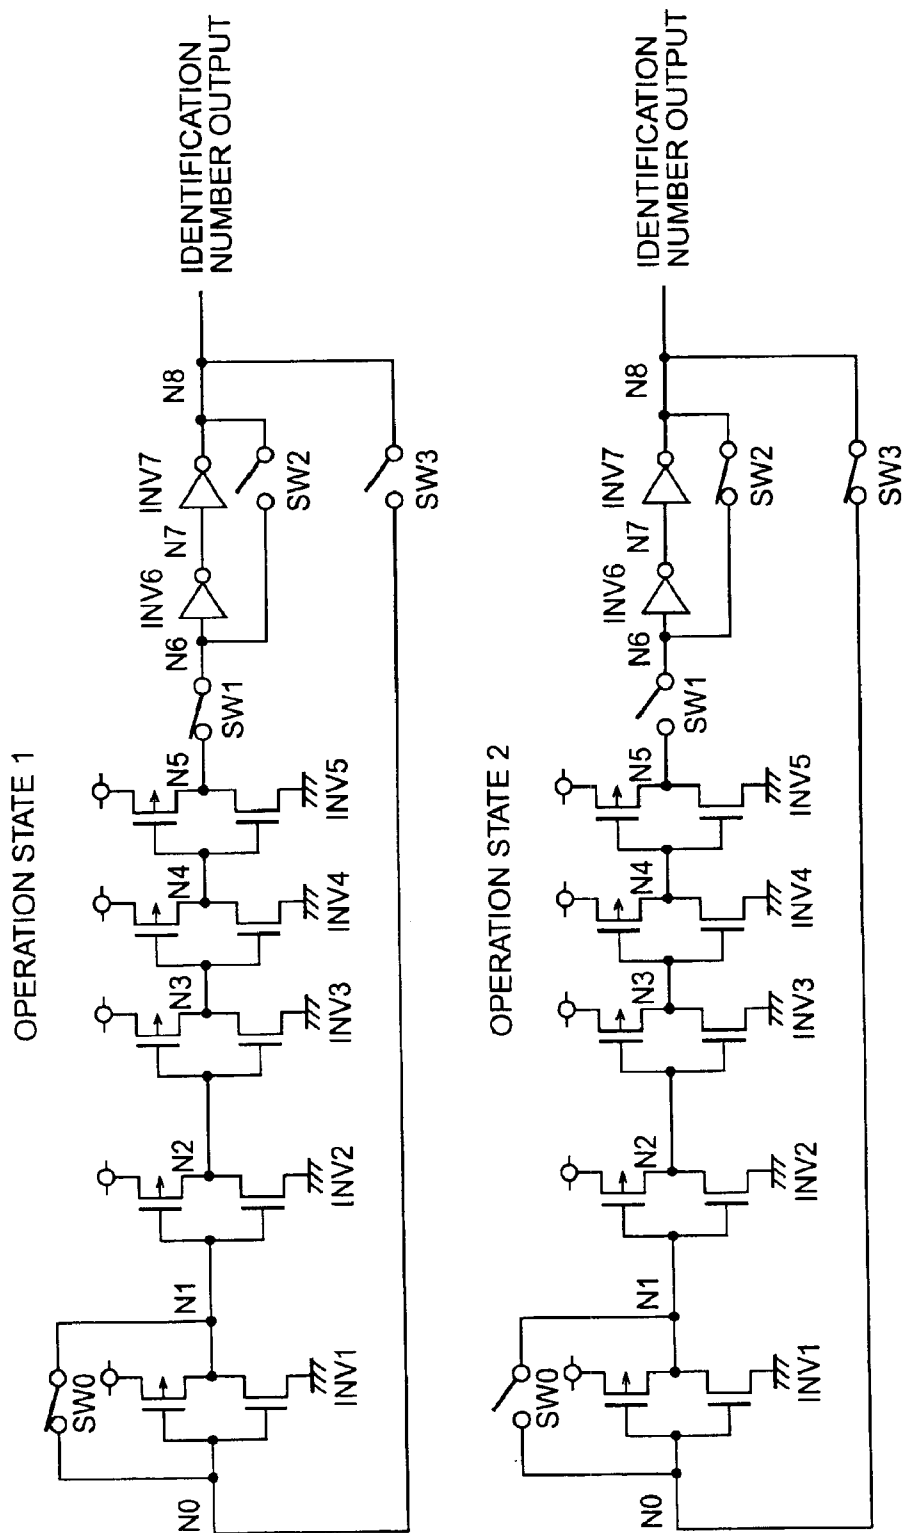 OPERATION STATE 1
SW0
N0
INV1
N1
INV2
N2
INV3
N3
INV4
N4
INV5
N5
SW1
N6
INV6
N7
INV7
SW2
N8
SW3
IDENTIFICATION
NUMBER OUTPUT
OPERATION STATE 2
SW0
N0
INV1
N1
INV2
N2
INV3
N3
INV4
N4
INV5
N5
SW1
N6
INV6
N7
INV7
SW2
N8
SW3
IDENTIFICATION
NUMBER OUTPUT